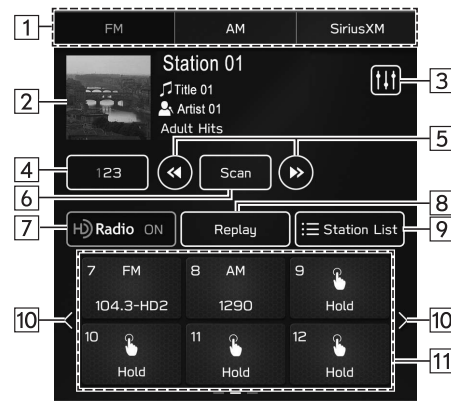 1
FM AM SiriusXM
2
Station 01
Title 01
Artist 01
Adult Hits
3
4
123 Scan
5
6
7
HD Radio ON Replay Station List
8
9
7 FM 8 AM 9
104.3-HD2 1290 Hold
10 10
10 11 12
Hold Hold Hold
11